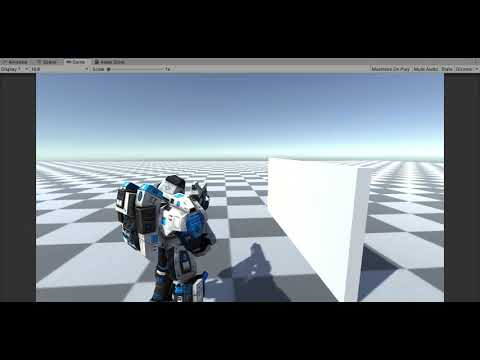 Animator Scene Game Asset Store
Display 1 16:9 Scale 1x Maximize On Play Mute Audio Stats Gizmos